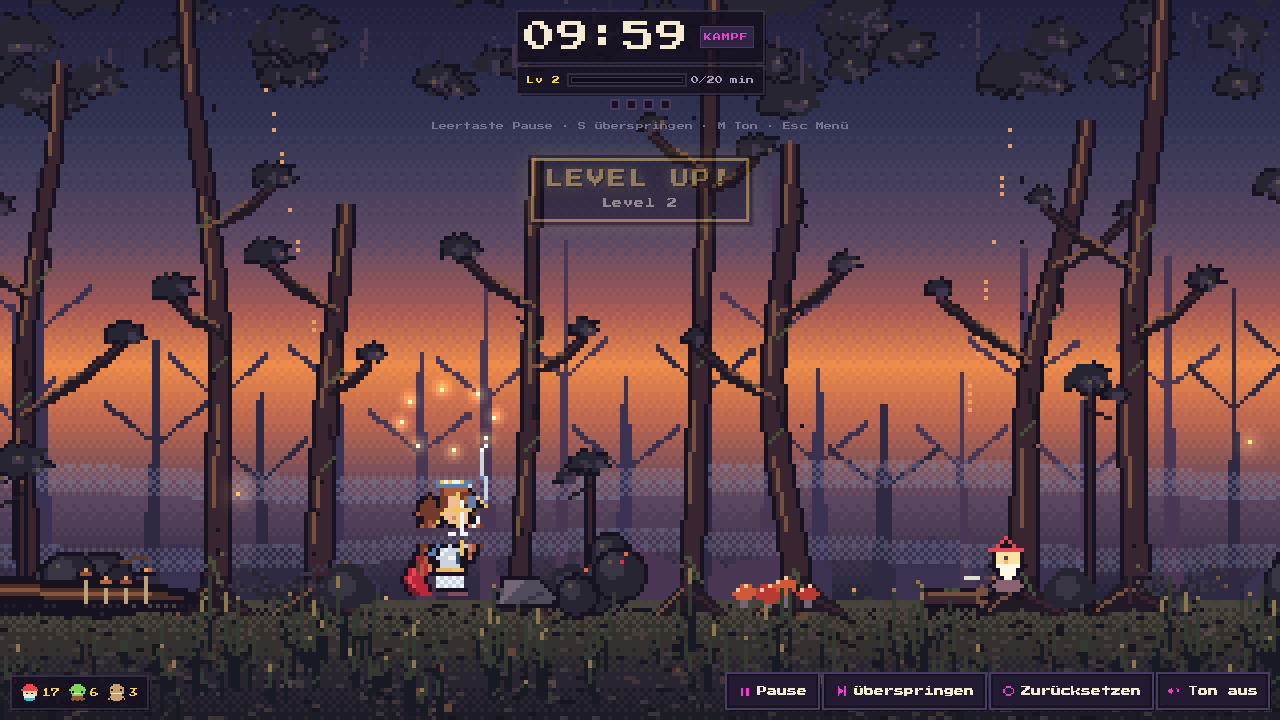 09:59 KAMPF
Lv 2 0/20 min
Leertaste Pause · S überspringen · M Ton · Esc Menü
LEVEL UP!
Level 2
17 6 3
Pause überspringen Zurücksetzen Ton aus